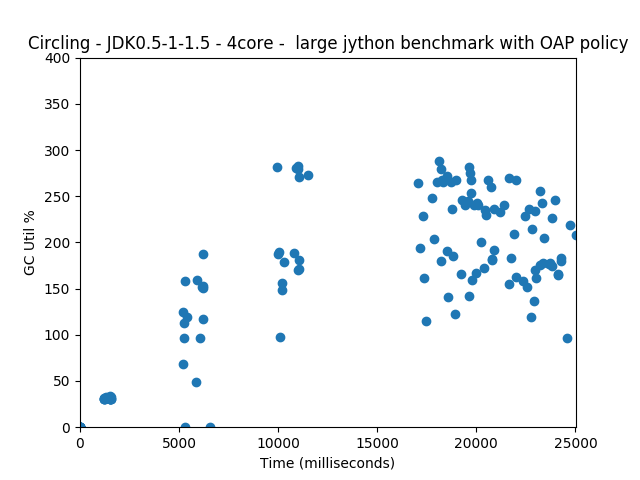 Circling - JDK0.5-1-1.5 - 4core -  large jython benchmark with OAP policy
400
350
300
250
200
150
100
50
0
GC Util %
0 5000 10000 15000 20000 25000
Time (milliseconds)